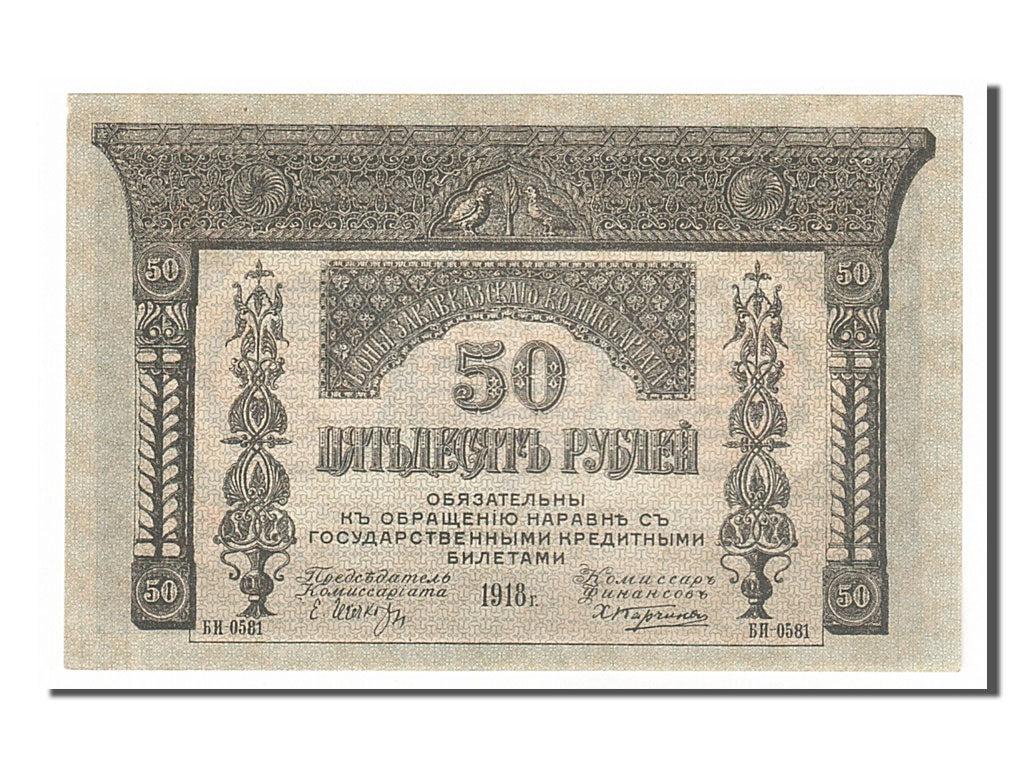 БОНЫ ЗАКАВКАЗСКАГО КОМИССАРІАТА
50 50
50
ПЯТЬДЕСЯТЪ РУБЛЕЙ
ОБЯЗАТЕЛЬНЫ
КЪ ОБРАЩЕНІЮ НАРАВНѢ СЪ
ГОСУДАРСТВЕННЫМИ КРЕДИТНЫМИ
БИЛЕТАМИ
Предсѣдатель Комиссаръ
Комиссаріата 1918 г. Финансовъ
50 50
БИ-0581 БИ-0581